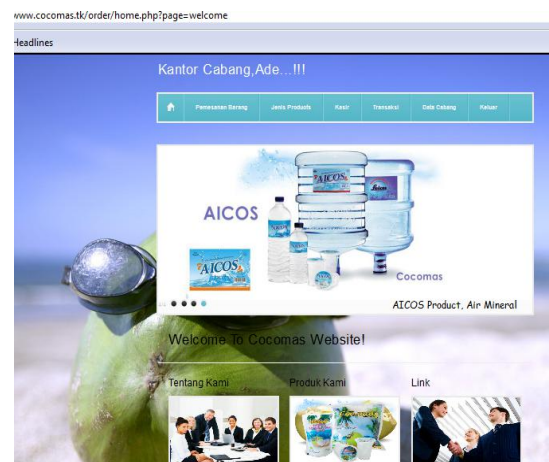 www.cocomas.tk/order/home.php?page=welcome
Headlines
Kantor Cabang,Ade...!!!
Pemesanan Barang Jenis Products Kasir Transaksi Data Cabang Keluar
AICOS
AICOS
AICOS
Cocomas
AICOS Product, Air Mineral
Welcome To Cocomas Website!
Tentang Kami Produk Kami Link